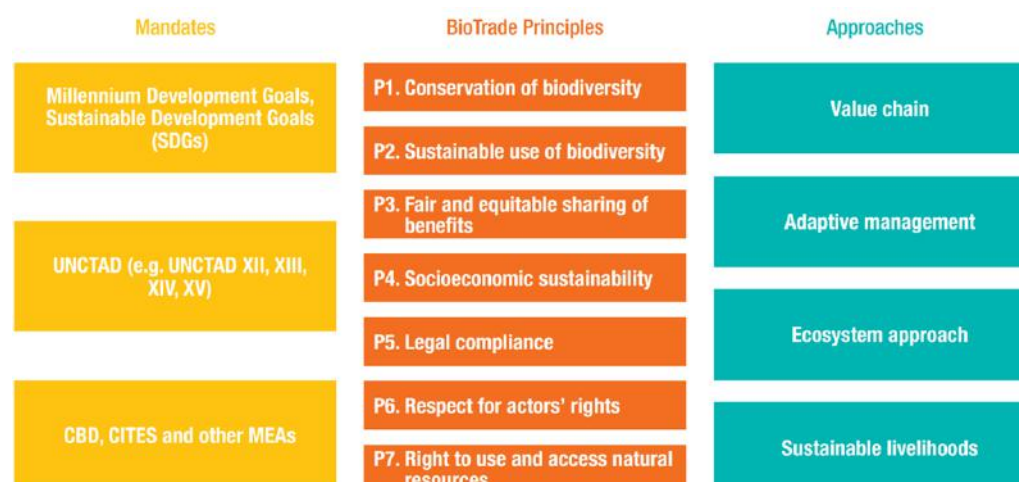 Mandates
BioTrade Principles
Approaches
Millennium Development Goals,
Sustainable Development Goals
(SDGs)
UNCTAD (e.g. UNCTAD XII, XIII,
XIV, XV)
CBD, CITES and other MEAs
P1. Conservation of biodiversity
P2. Sustainable use of biodiversity
P3. Fair and equitable sharing of
benefits
P4. Socioeconomic sustainability
P5. Legal compliance
P6. Respect for actors’ rights
P7. Right to use and access natural
resources
Value chain
Adaptive management
Ecosystem approach
Sustainable livelihoods